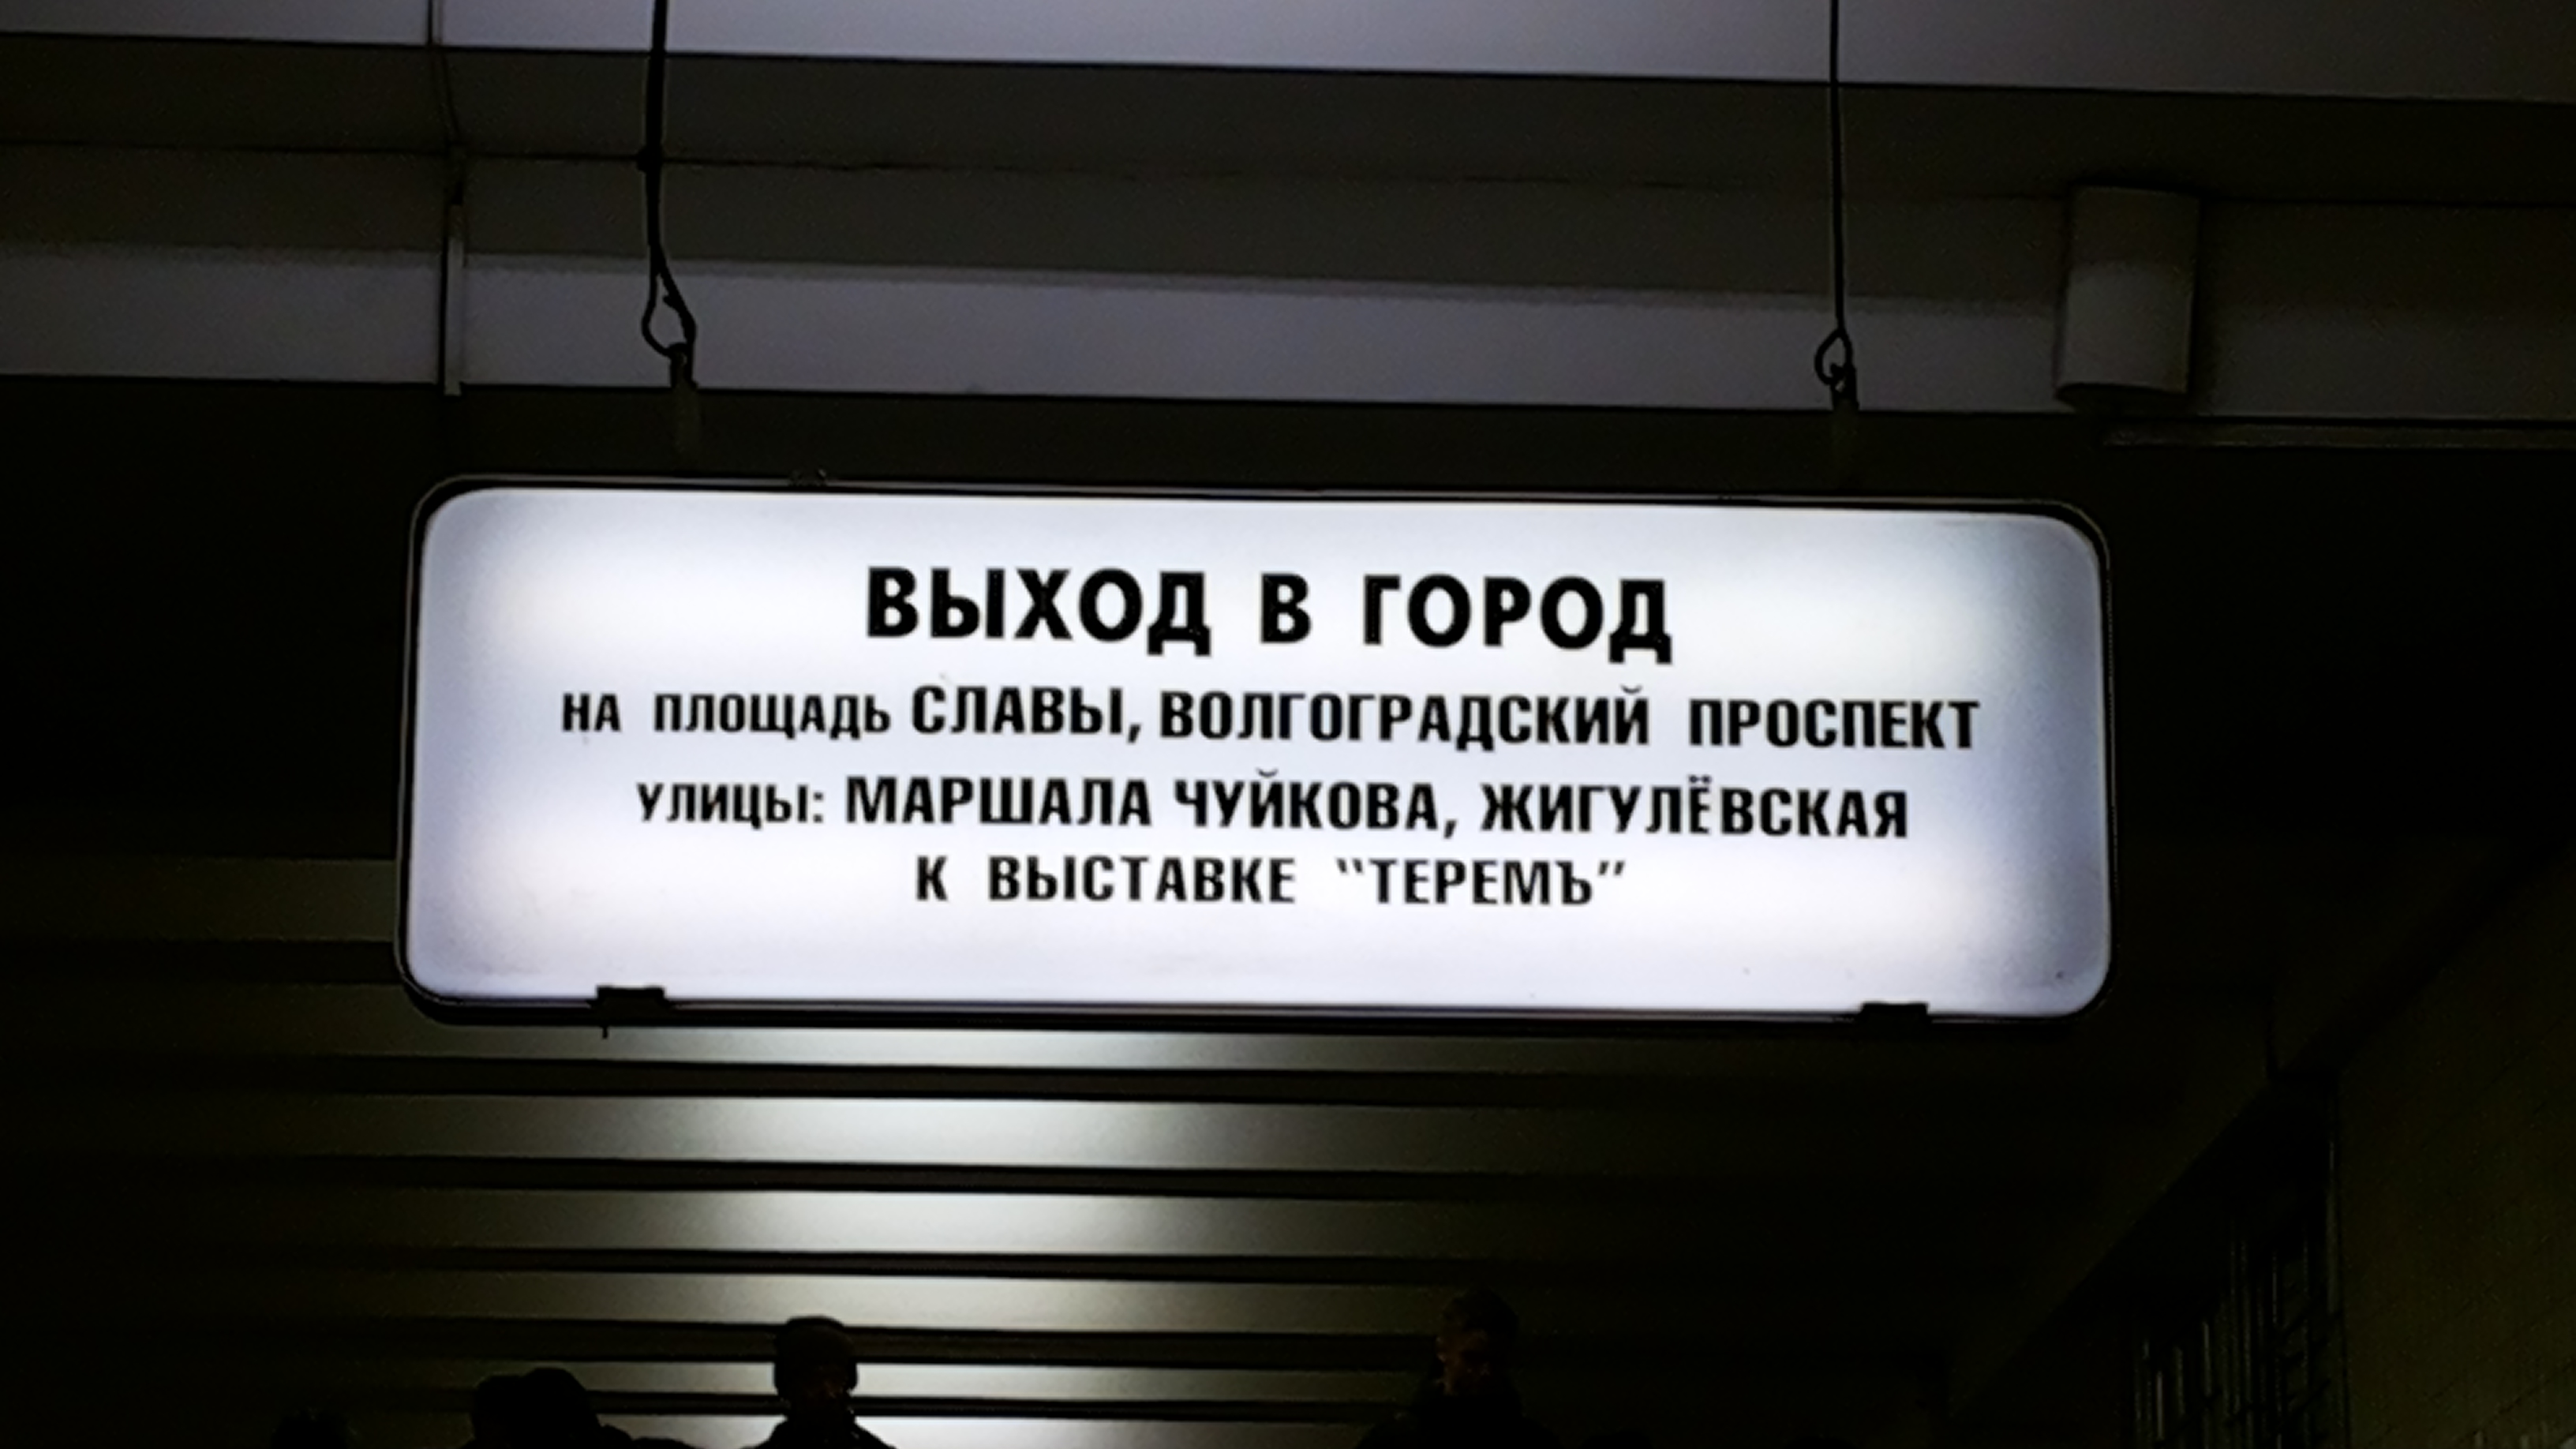 ВЫХОД В ГОРОД
НА ПЛОЩАДЬ СЛАВЫ, ВОЛГОГРАДСКИЙ ПРОСПЕКТ
УЛИЦЫ: МАРШАЛА ЧУЙКОВА, ЖИГУЛЁВСКАЯ
К ВЫСТАВКЕ "ТЕРЕМЪ"